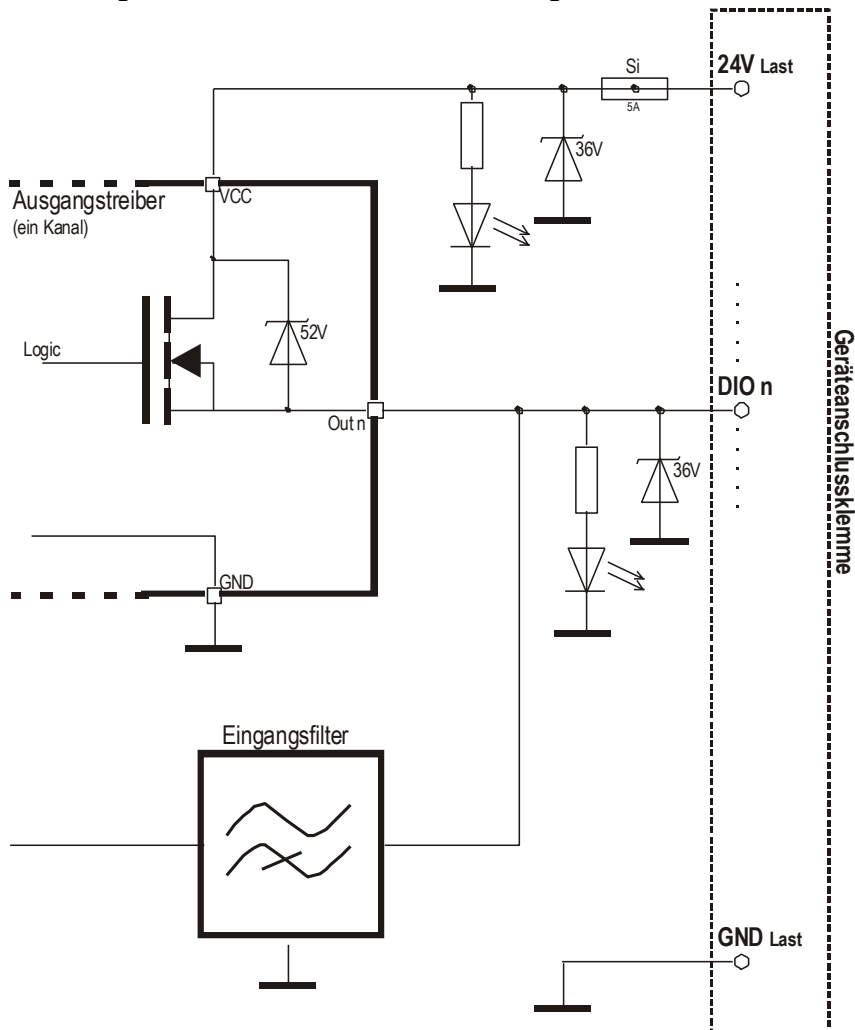 Si
24V Last
5A
36V
VCC
Ausgangstreiber
(ein Kanal)
52V
Logic
DIO n
Out n
36V
Geräteanschlussklemme
GND
Eingangsfilter
GND Last